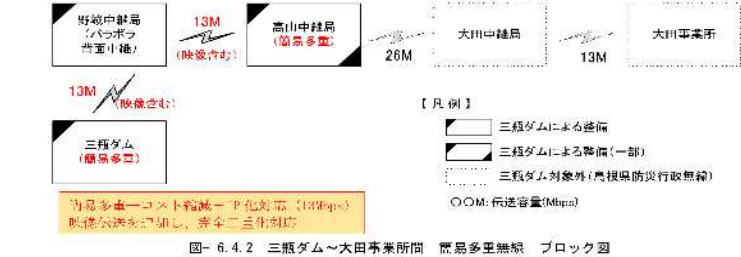 野城中継局
(パラボラ
背面中継)
13M
(映像含む)
高山中継局
(簡易多重)
26M
大田中継局
13M
大田事業所
13M
(映像含む)
三瓶ダム
(簡易多重)
【凡例】
三瓶ダムによる整備
三瓶ダムによる整備(一部)
三瓶ダム対象外(島根県防災行政無線)
〇〇M:伝送容量(Mbps)
簡易多重→コスト縮減・IP化対応 (13Mbps)
映像伝送を追加し、完全二重化対応
図- 6.4.2 三瓶ダム～大田事業所間 簡易多重無線 ブロック図